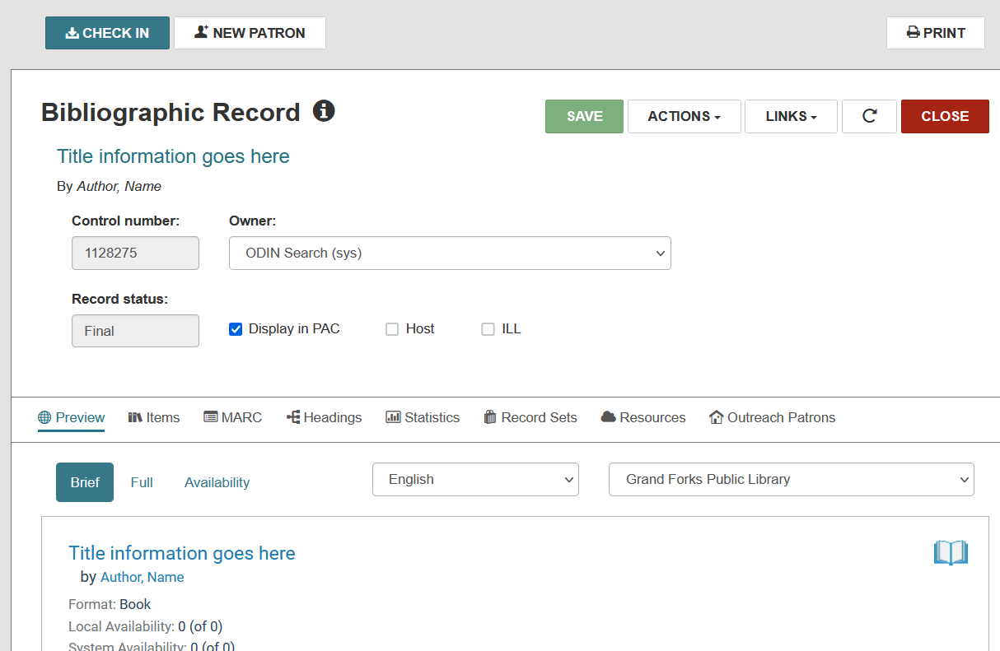 CHECK IN NEW PATRON PRINT
Bibliographic Record SAVE ACTIONS LINKS CLOSE
Title information goes here
By Author, Name
Control number: Owner:
1128275 ODIN Search (sys)
Record status:
Final Display in PAC Host ILL
Preview Items MARC Headings Statistics Record Sets Resources Outreach Patrons
Brief Full Availability English Grand Forks Public Library
Title information goes here
by Author, Name
Format: Book
Local Availability: 0 (of 0)
System Availability: 0 (of 0)